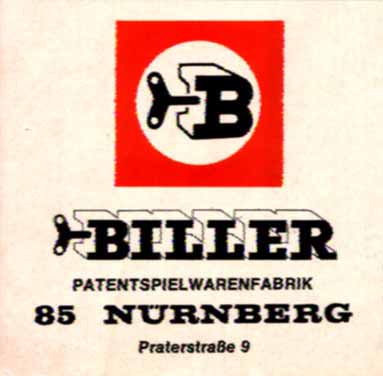 B
BILLER
PATENTSPIELWARENFABRIK
85 NÜRNBERG
Praterstraße 9